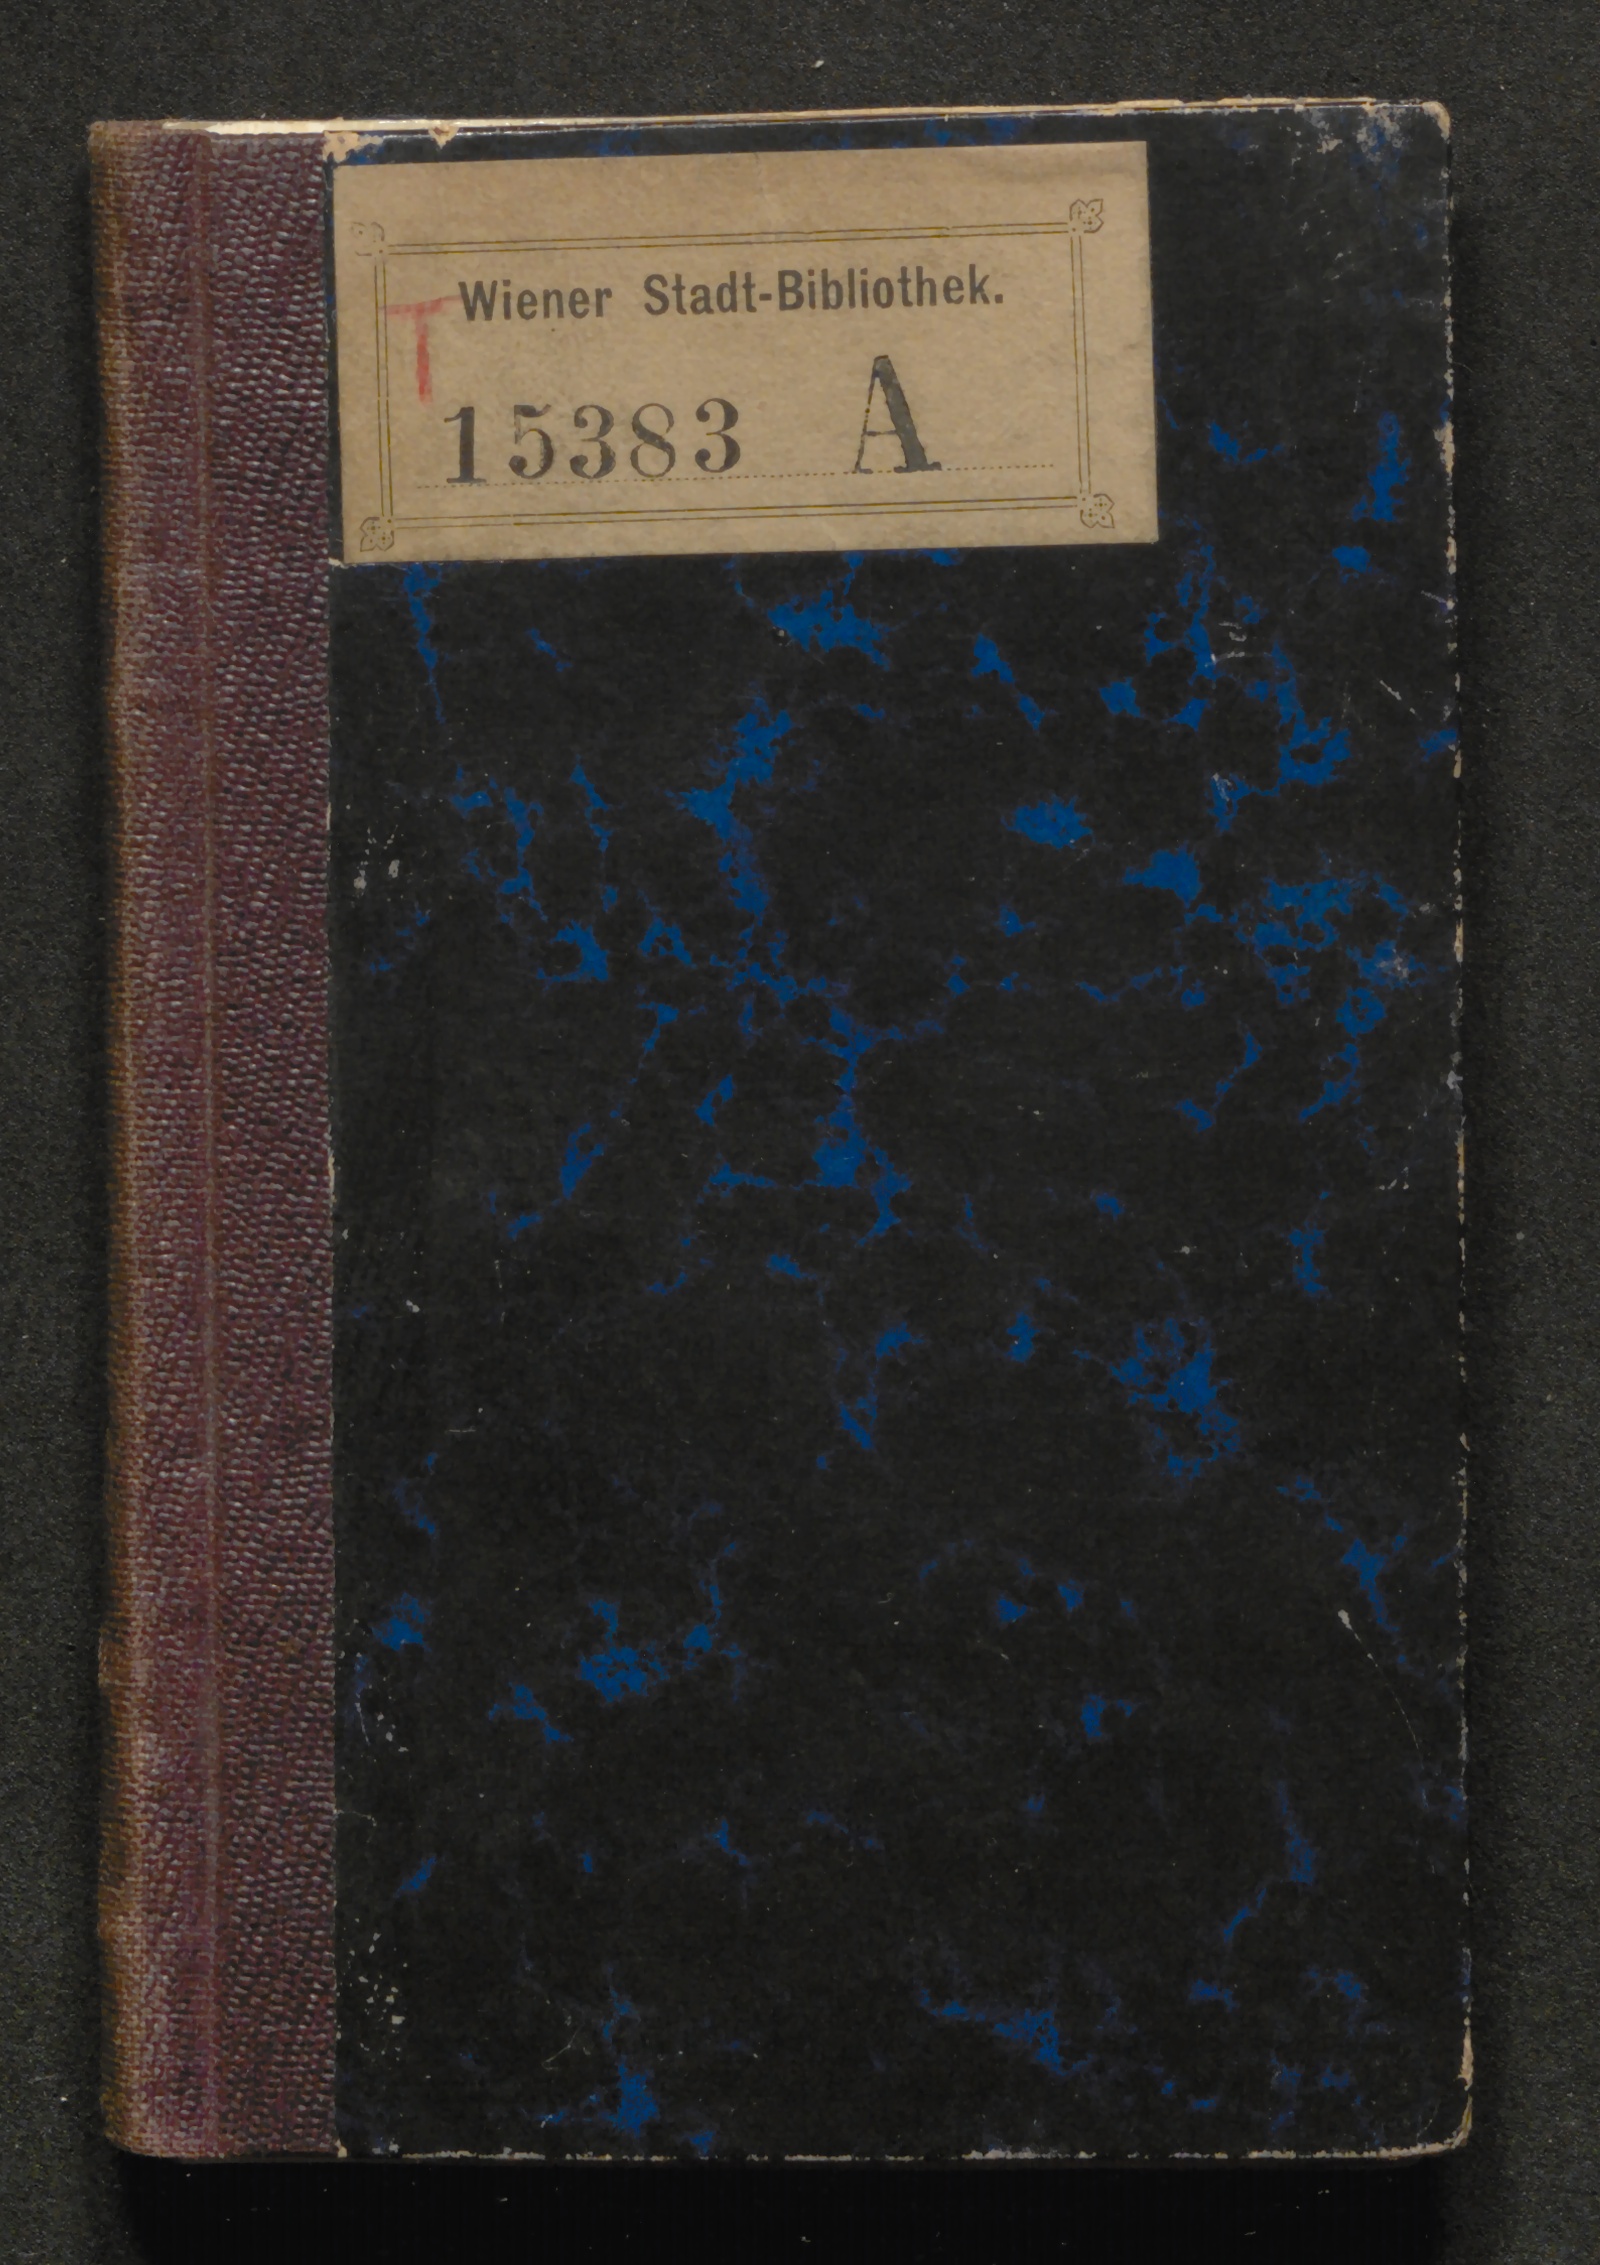 Wiener Stadt-Bibliothek.
T
15383 A